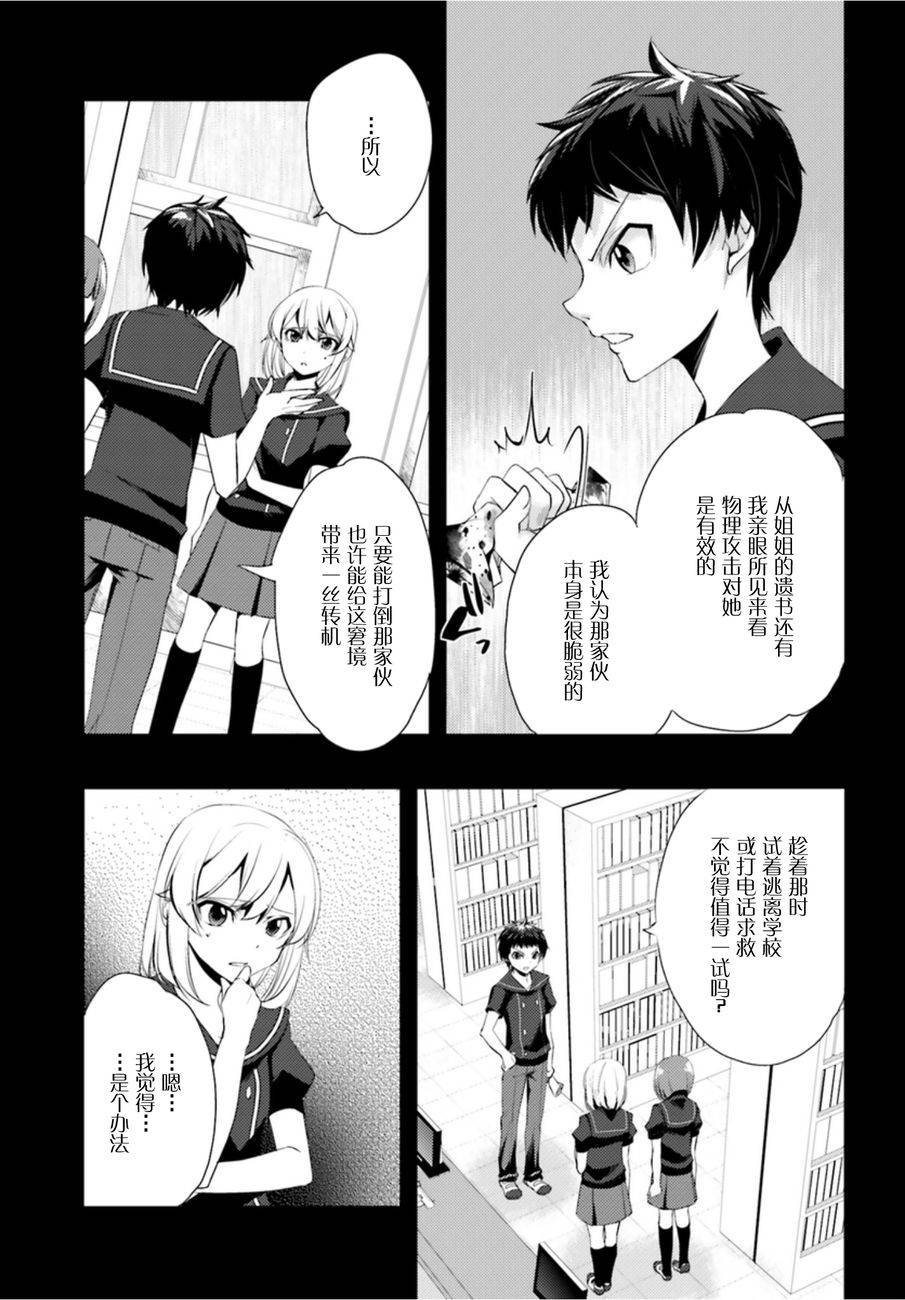 从姐姐的遗书还有
我亲眼所见来看
物理攻击对她
是有效的
我认为那家伙
本身是很脆弱的
…所以
只要能打倒那家伙
也许能给这窘境
带来一丝转机
趁着那时
试着逃离学校
或打电话求救
不觉得值得一试吗?
…嗯…
我觉得…
…是个办法